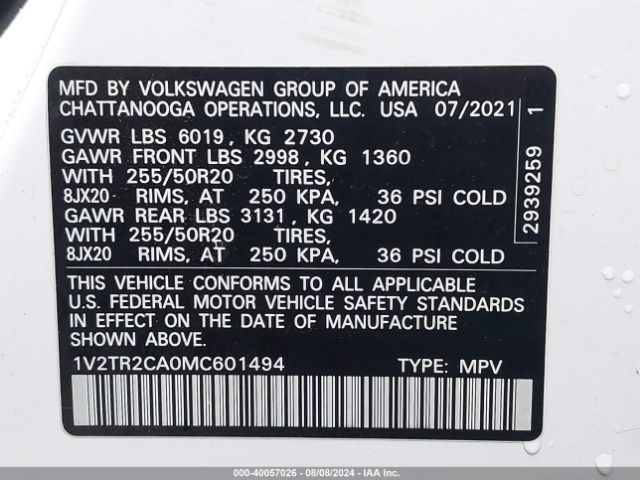 MFD BY VOLKSWAGEN GROUP OF AMERICA
CHATTANOOGA OPERATIONS, LLC. USA 07/2021
GVWR LBS 6019, KG 2730
GAWR FRONT LBS 2998, KG 1360
WITH 255/50R20 TIRES,
8JX20 RIMS, AT 250 KPA, 36 PSI COLD
GAWR REAR LBS 3131, KG 1420
WITH 255/50R20 TIRES,
8JX20 RIMS, AT 250 KPA, 36 PSI COLD
THIS VEHICLE CONFORMS TO ALL APPLICABLE
U.S. FEDERAL MOTOR VEHICLE SAFETY STANDARDS
IN EFFECT ON THE DATE OF MANUFACTURE
SHOWN ABOVE.
1V2TR2CA0MC601494 TYPE: MPV
2939259 1
000-40057026 - 08/08/2024 - IAA Inc.